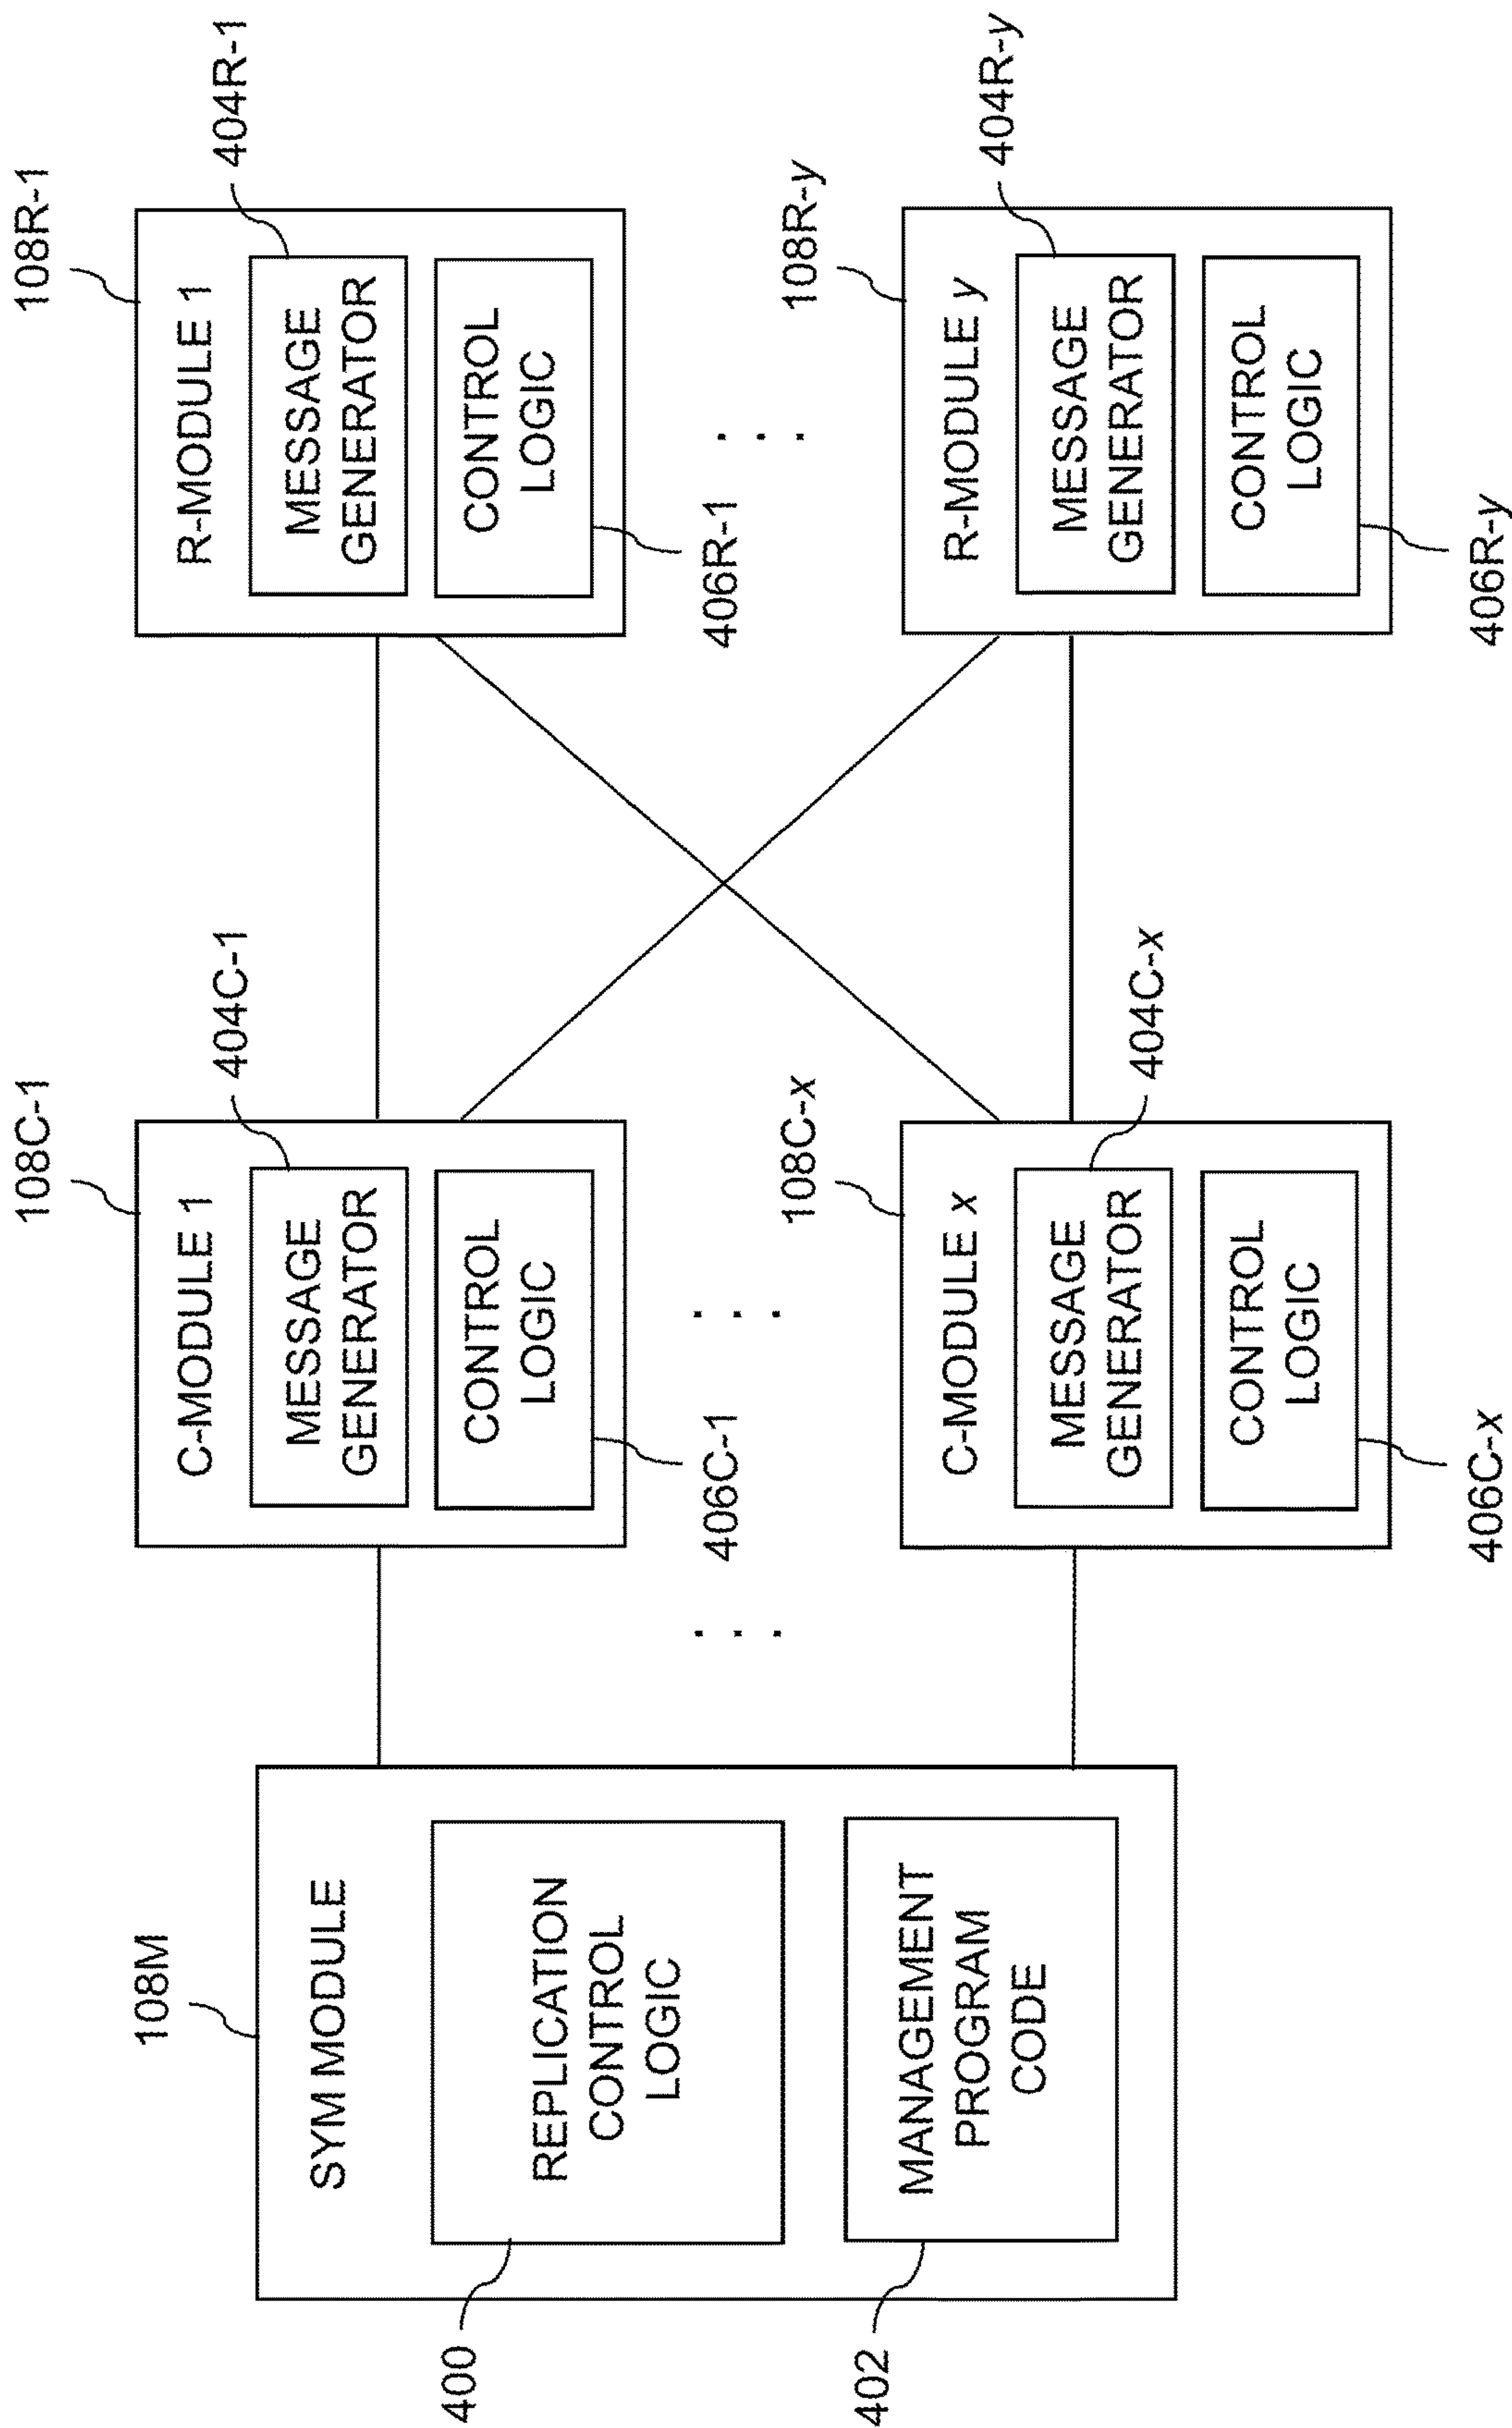 108M
SYM MODULE
REPLICATION
CONTROL
LOGIC
400
MANAGEMENT
PROGRAM
CODE
402
108C-1
C-MODULE 1
404C-1
MESSAGE
GENERATOR
CONTROL
LOGIC
406C-1
. . .
. . .
108C-x
C-MODULE x
404C-x
MESSAGE
GENERATOR
CONTROL
LOGIC
406C-x
108R-1
R-MODULE 1
404R-1
MESSAGE
GENERATOR
CONTROL
LOGIC
406R-1
. . .
108R-y
R-MODULE y
404R-y
MESSAGE
GENERATOR
CONTROL
LOGIC
406R-y